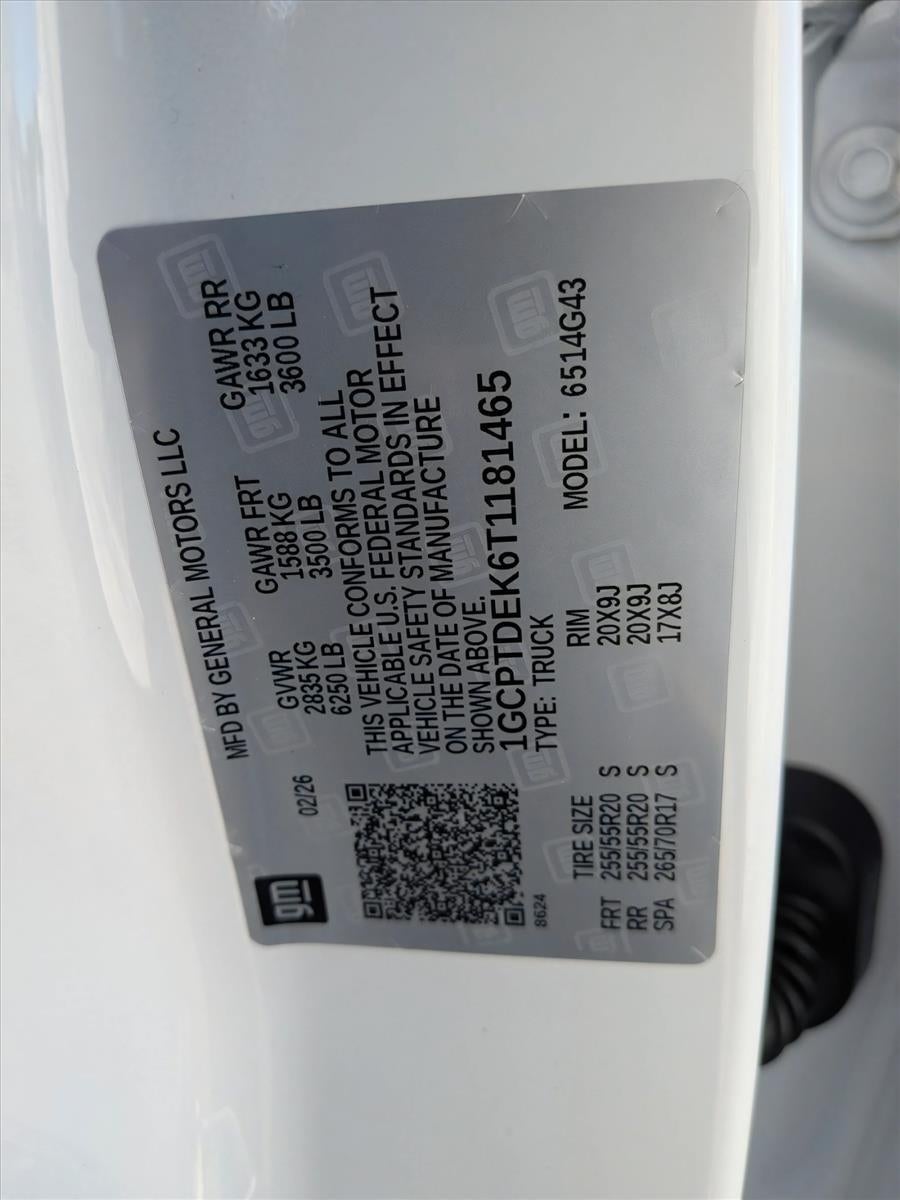 gm
02/26
MFD BY GENERAL MOTORS LLC
GVWR GAWR FRT GAWR RR
2835KG 1588 KG 1633 KG
6250 LB 3500 LB 3600 LB
THIS VEHICLE CONFORMS TO ALL
APPLICABLE U.S. FEDERAL MOTOR
VEHICLE SAFETY STANDARDS IN EFFECT
ON THE DATE OF MANUFACTURE
SHOWN ABOVE.
1GCPTDEK6T1181465
8624
TYPE: TRUCK MODEL: 6514G43
TIRE SIZE RIM
FRT 255/55R20 S 20X9J
RR 255/55R20 S 20X9J
SPA 265/70R17 S 17X8J